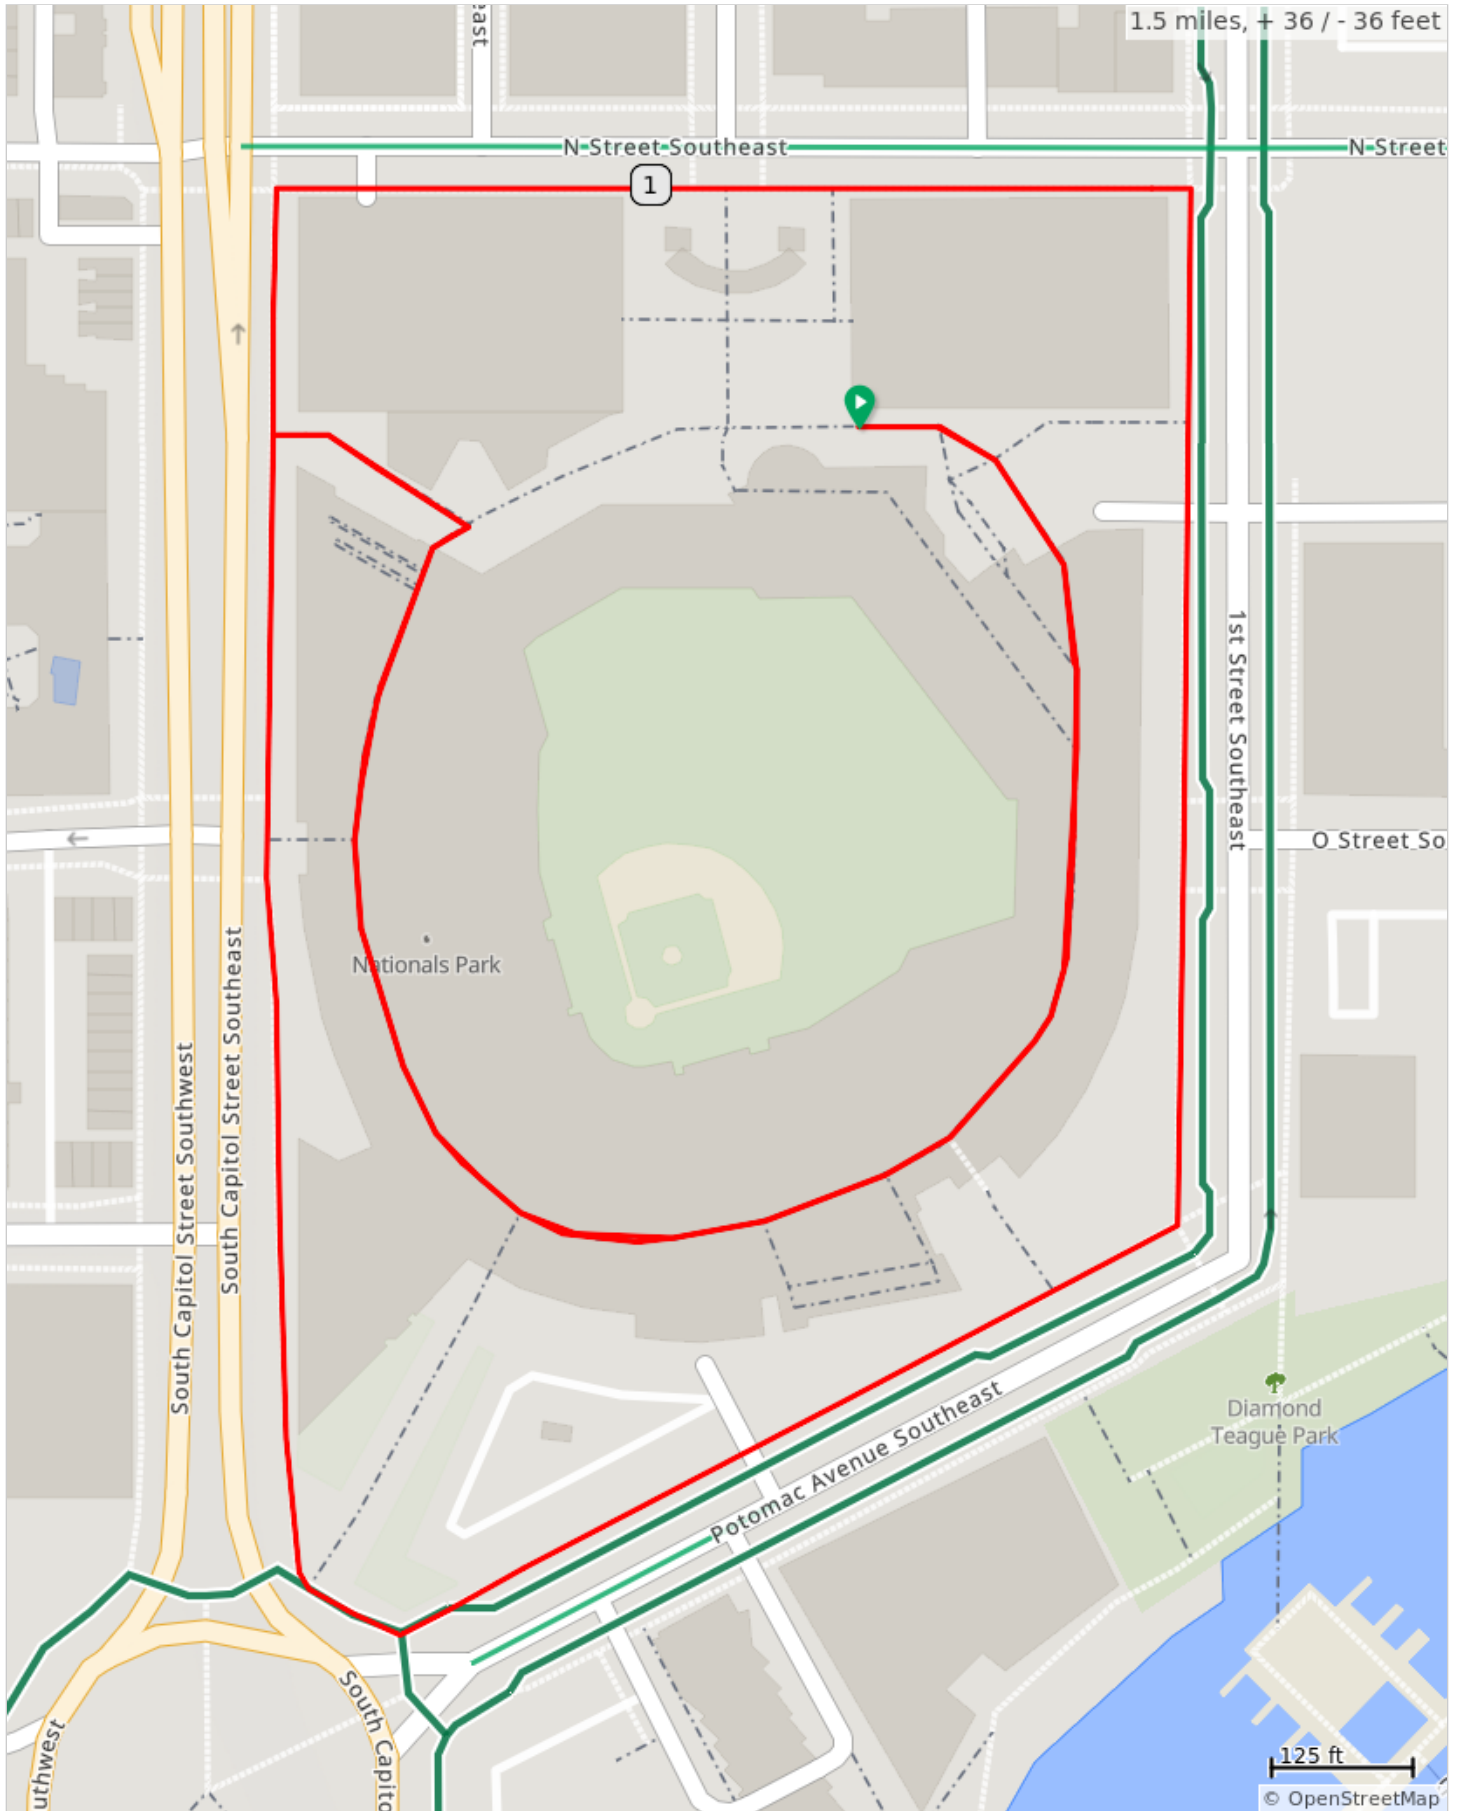 east
1.5 miles, + 36 / - 36 feet
N Street Southeast
N Street
1
1st Street Southeast
O Street So
Nationals Park
South Capitol Street Southeast
South Capitol Street Southwest
Potomac Avenue Southeast
Diamond
Teague Park
South Capito
uthwest
125 ft
© OpenStreetMap